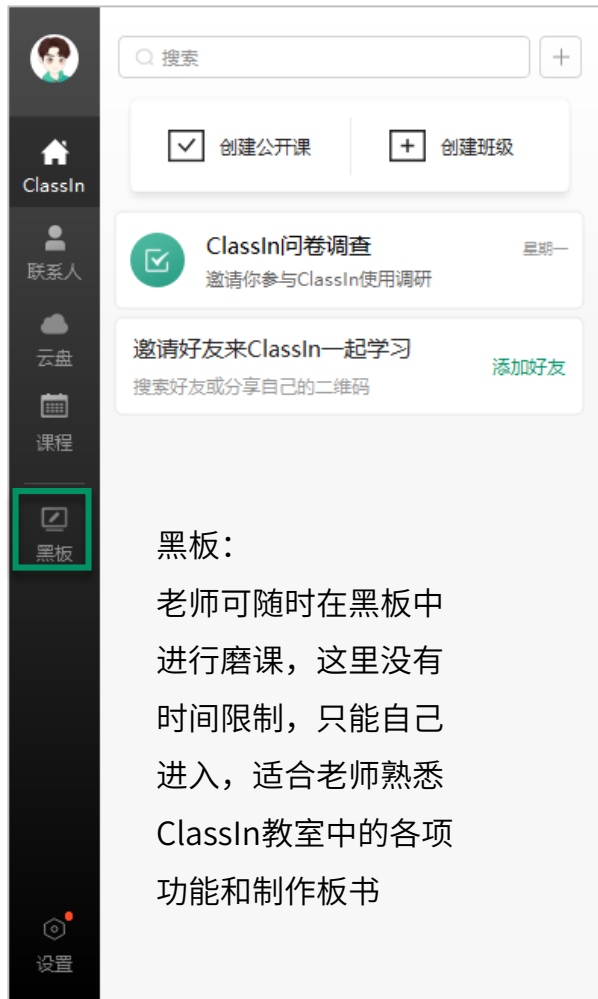 搜索
创建公开课
创建班级
ClassIn
ClassIn问卷调查
星期一
邀请你参与ClassIn使用调研
联系人
邀请好友来ClassIn一起学习
添加好友
搜索好友或分享自己的二维码
云盘
课程
黑板
黑板：
老师可随时在黑板中
进行磨课，这里没有
时间限制，只能自己
进入，适合老师熟悉
ClassIn教室中的各项
功能和制作板书
设置